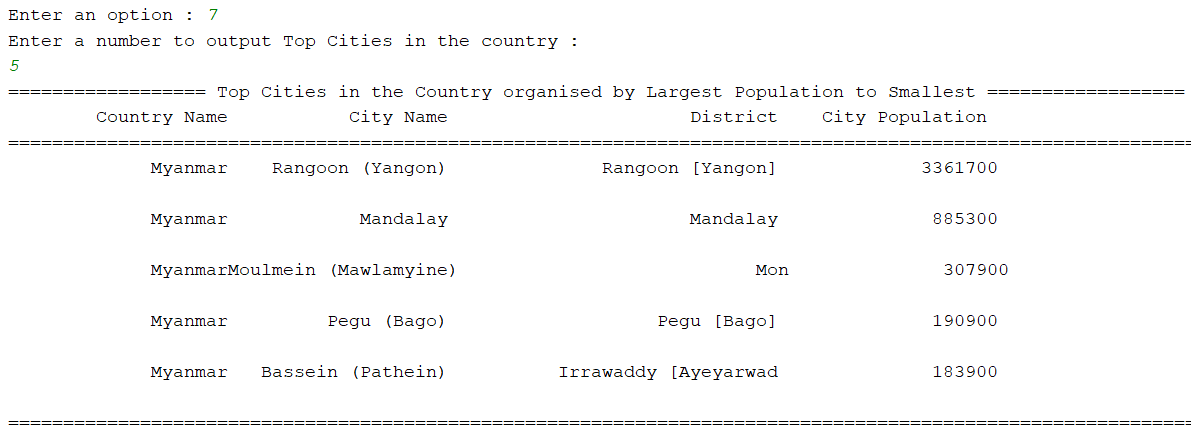 Enter an option : 7
Enter a number to output Top Cities in the country :
5
================== Top Cities in the Country organised by Largest Population to Smallest ==================
Country Name City Name District City Population
============================================================================================================
Myanmar Rangoon (Yangon) Rangoon [Yangon] 3361700
Myanmar Mandalay Mandalay 885300
MyanmarMoulmein (Mawlamyine) Mon 307900
Myanmar Pegu (Bago) Pegu [Bago] 190900
Myanmar Bassein (Pathein) Irrawaddy [Ayeyarwad 183900
============================================================================================================